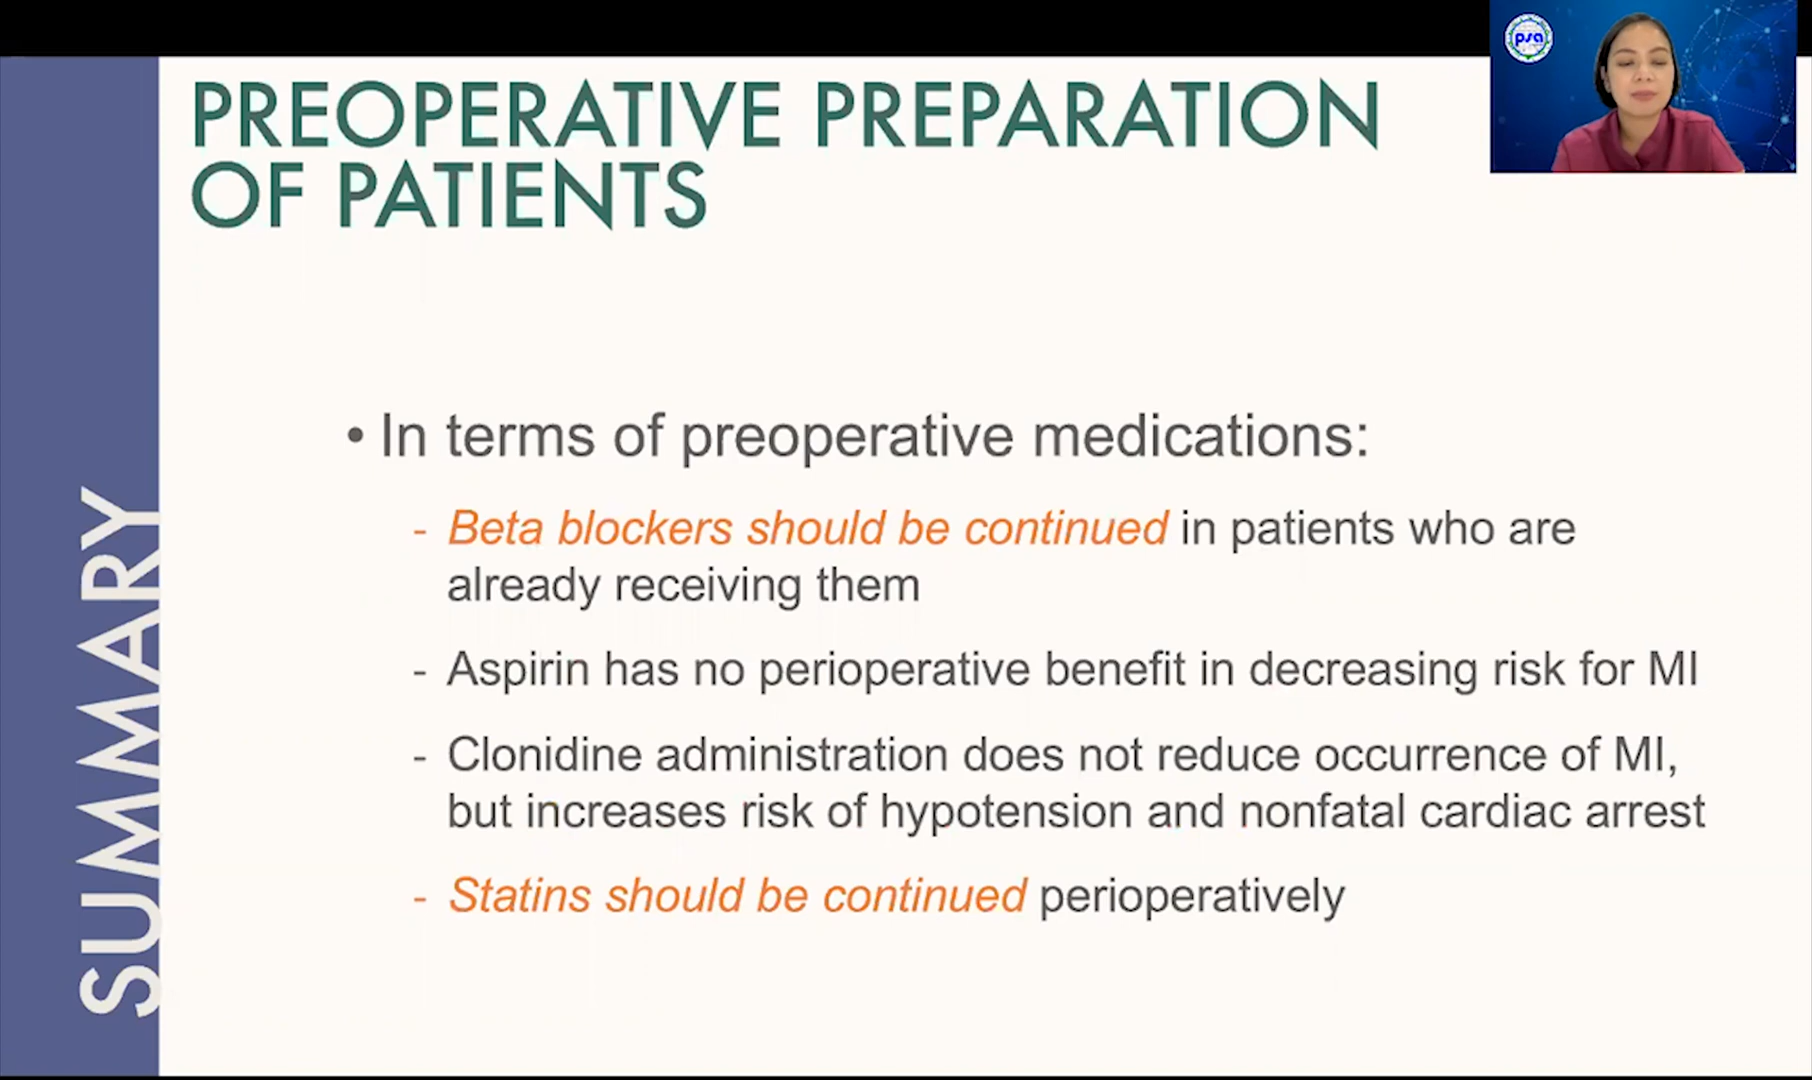 PREOPERATIVE PREPARATION
OF PATIENTS
psa
SUMMARY
• In terms of preoperative medications:
- Beta blockers should be continued in patients who are
already receiving them
- Aspirin has no perioperative benefit in decreasing risk for MI
- Clonidine administration does not reduce occurrence of MI,
but increases risk of hypotension and nonfatal cardiac arrest
- Statins should be continued perioperatively